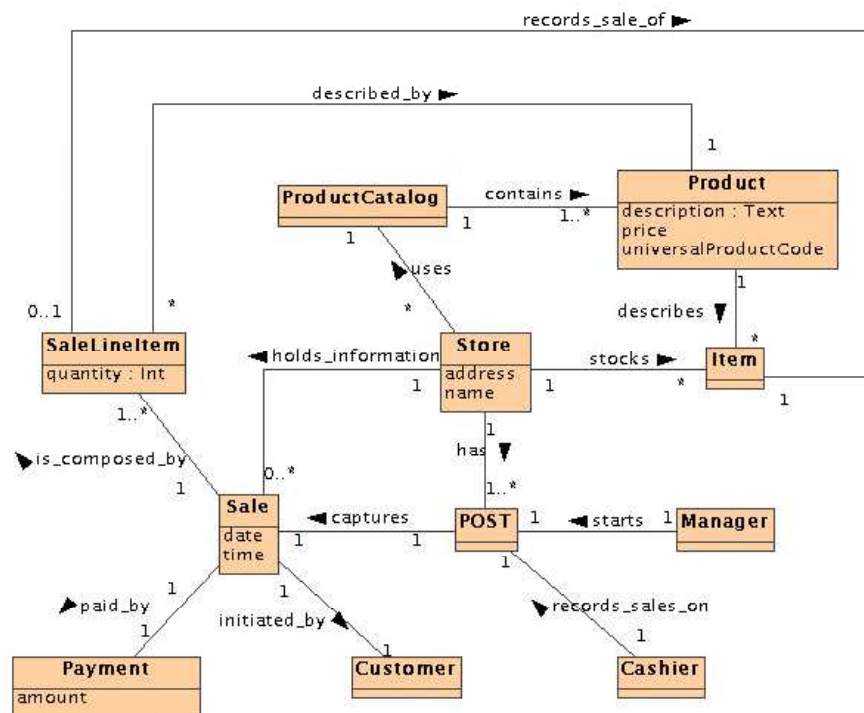 records_sale_of
described_by
1
ProductCatalog
contains
Product
1
1
1..*
description : Text
price
universalProductCode
uses
1
0..1
*
*
describes
*
SaleLineItem
holds_information
Store
stocks
Item
quantity : Int
1
address
name
1
*
1
1..*
1
is_composed_by
has
1
0..*
1..*
Sale
captures
POST
1
starts
1
Manager
date
time
1
1
1
paid_by
1
1
records_sales_on
1
initiated_by
1
1
Payment
Customer
Cashier
amount